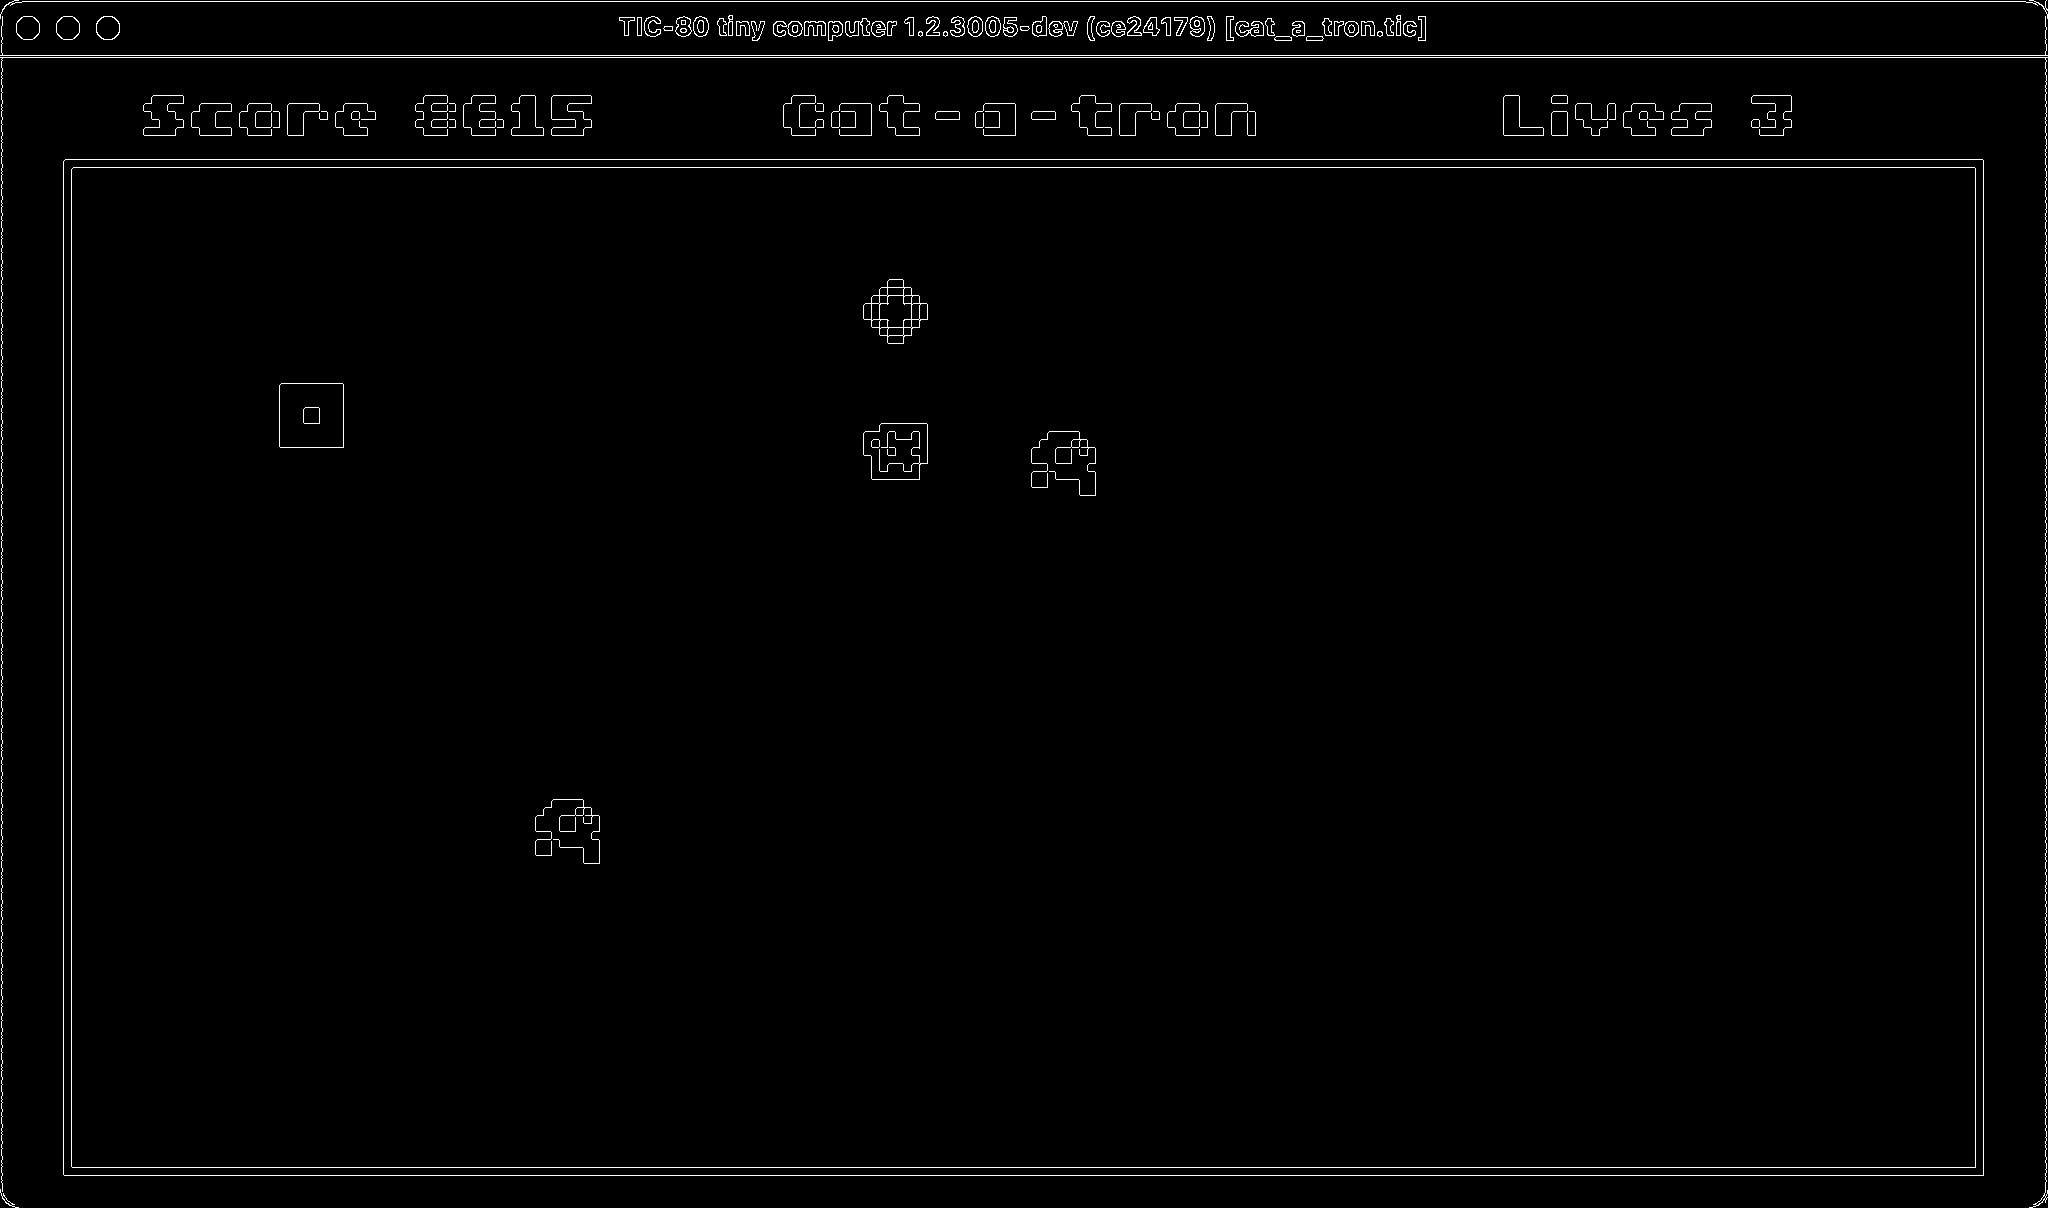 TIC-80 tiny computer 1.2.3005-dev (ce24179) [cat_a_tron.tic]
Score 8615 Cat-a-tron Lives 3